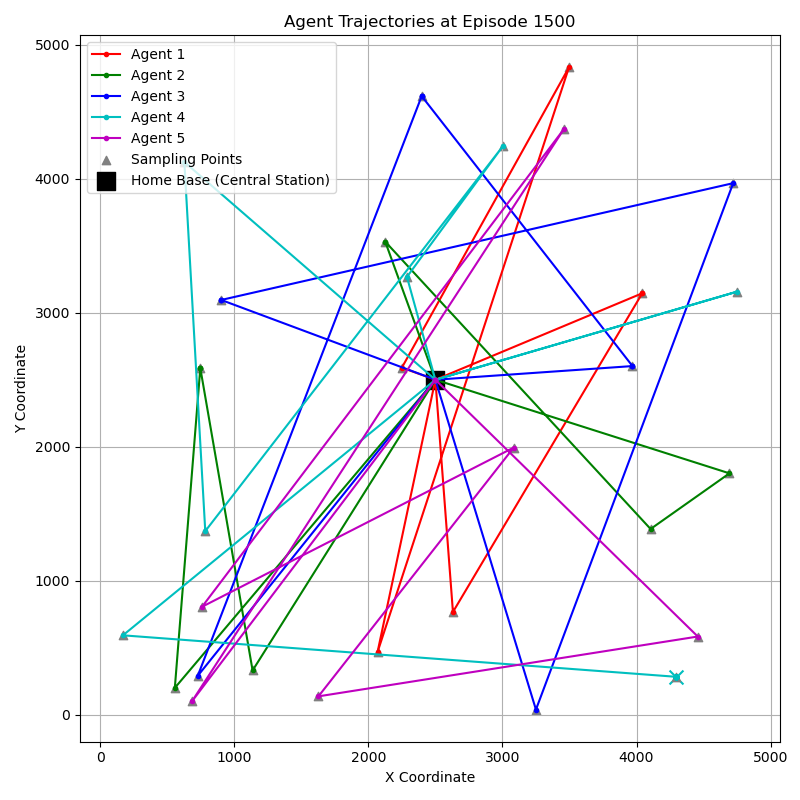 Agent Trajectories at Episode 1500
Agent 1
Agent 2
Agent 3
Agent 4
Agent 5
Sampling Points
Home Base (Central Station)
Y Coordinate
5000
4000
3000
2000
1000
0
0 1000 2000 3000 4000 5000
X Coordinate